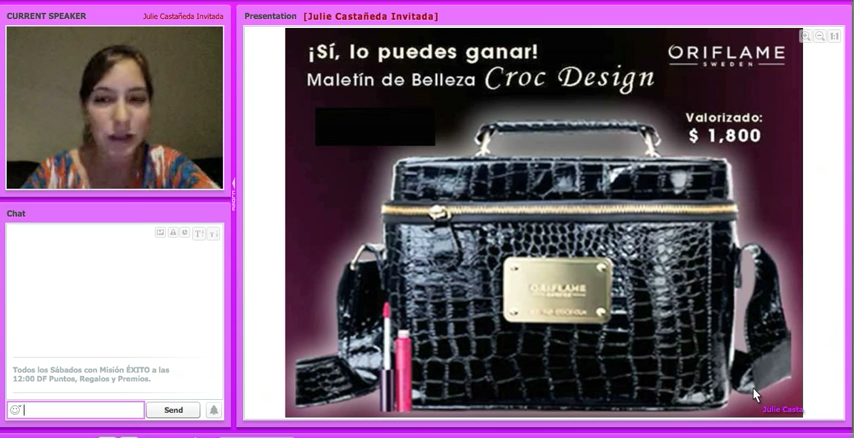 CURRENT SPEAKER
Julie Castañeda Invitada
Presentation [Julie Castañeda Invitada]
¡Sí, lo puedes ganar!
Maletín de Belleza Croc Design
ORIFLAME
SWEDEN
Valorizado:
$ 1,800
ORIFLAME
Julie Casta
Chat
Todos los Sábados con Misión ÉXITO a las
12:00 DF Puntos, Regalos y Premios.
Send